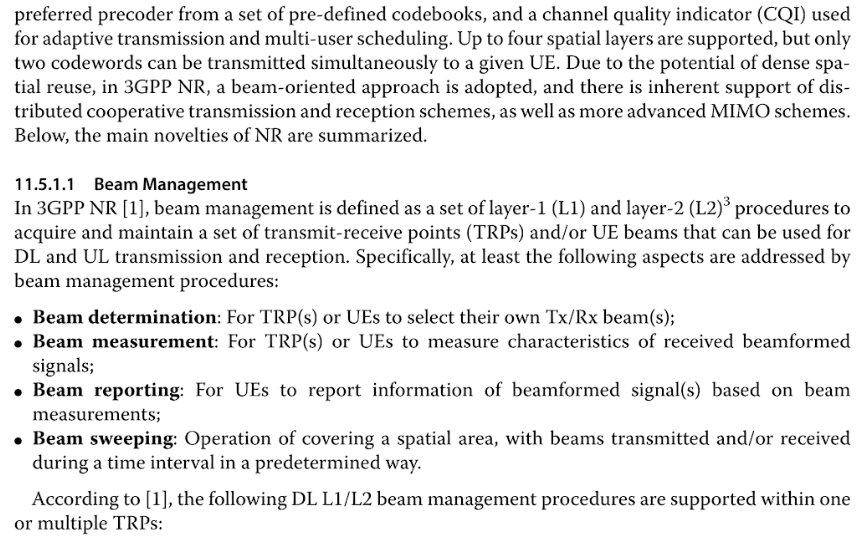 preferred precoder from a set of pre-defined codebooks, and a channel quality indicator (CQI) used
for adaptive transmission and multi-user scheduling. Up to four spatial layers are supported, but only
two codewords can be transmitted simultaneously to a given UE. Due to the potential of dense spa-
tial reuse, in 3GPP NR, a beam-oriented approach is adopted, and there is inherent support of dis-
tributed cooperative transmission and reception schemes, as well as more advanced MIMO schemes.
Below, the main novelties of NR are summarized.
11.5.1.1 Beam Management
In 3GPP NR [1], beam management is defined as a set of layer-1 (L1) and layer-2 (L2)³ procedures to
acquire and maintain a set of transmit-receive points (TRPs) and/or UE beams that can be used for
DL and UL transmission and reception. Specifically, at least the following aspects are addressed by
beam management procedures:
• Beam determination: For TRP(s) or UEs to select their own Tx/Rx beam(s);
• Beam measurement: For TRP(s) or UEs to measure characteristics of received beamformed
signals;
• Beam reporting: For UEs to report information of beamformed signal(s) based on beam
measurements;
• Beam sweeping: Operation of covering a spatial area, with beams transmitted and/or received
during a time interval in a predetermined way.
According to [1], the following DL L1/L2 beam management procedures are supported within one
or multiple TRPs: